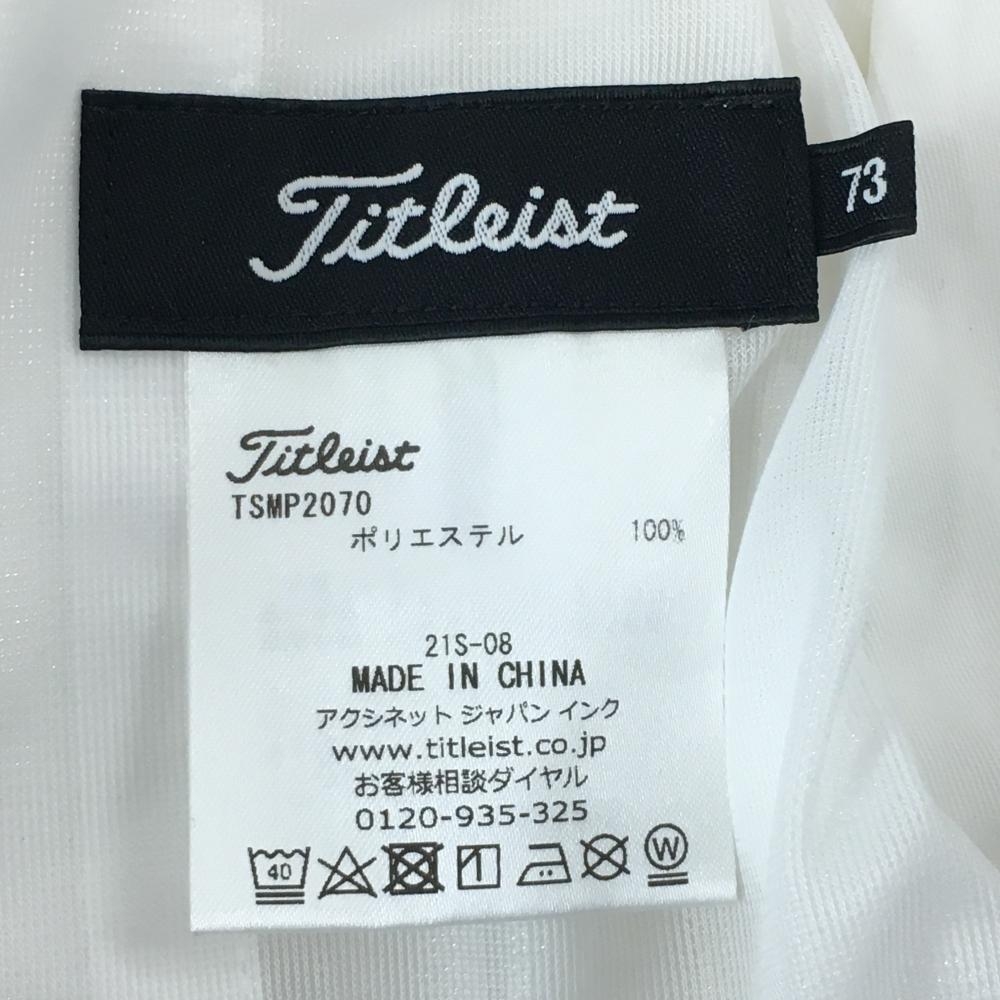 Titleist
73
Titleist
TSMP2070
ポリエステル 100%
21S-08
MADE IN CHINA
アクシネット ジャパン インク
www.titleist.co.jp
お客様相談ダイヤル
0120-935-325
40
W